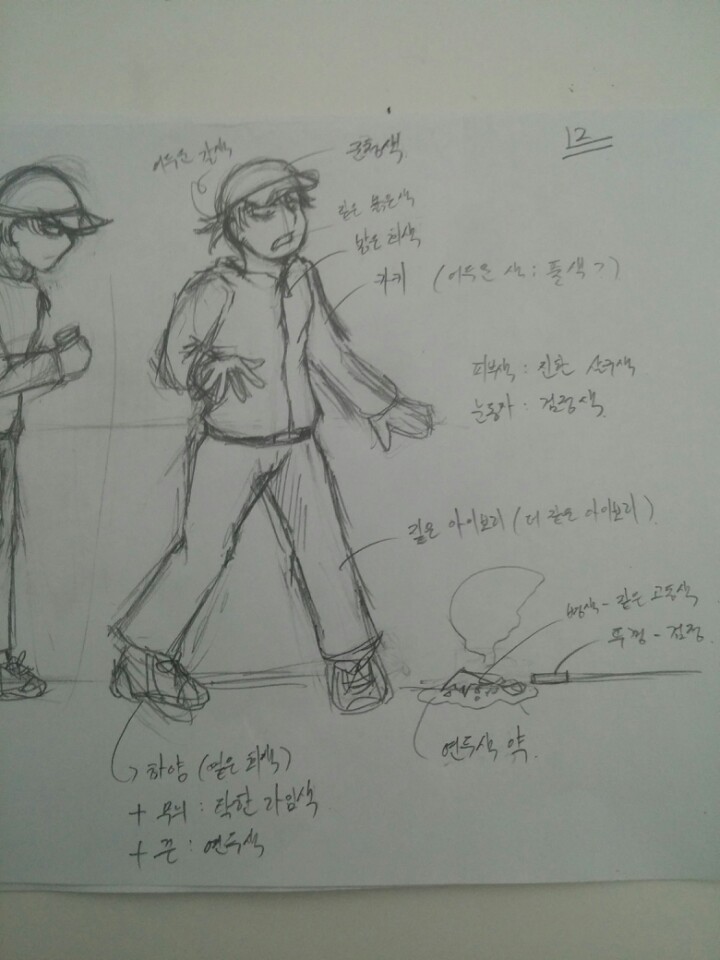 12
어두운 갈색
군청색
짙은 붉은색
밝은 회색
카키 (어두운 색; 풀색?)
피부색 : 진한 살구색
눈동자 : 검정색
짙은 아이보리 (더 짙은 아이보리)
병색 - 짙은 고동색
뚜껑 - 검정
연두색 약
하양 (옅은 회색)
+ 무늬 : 탁한 라임색
+ 끈 : 연두색